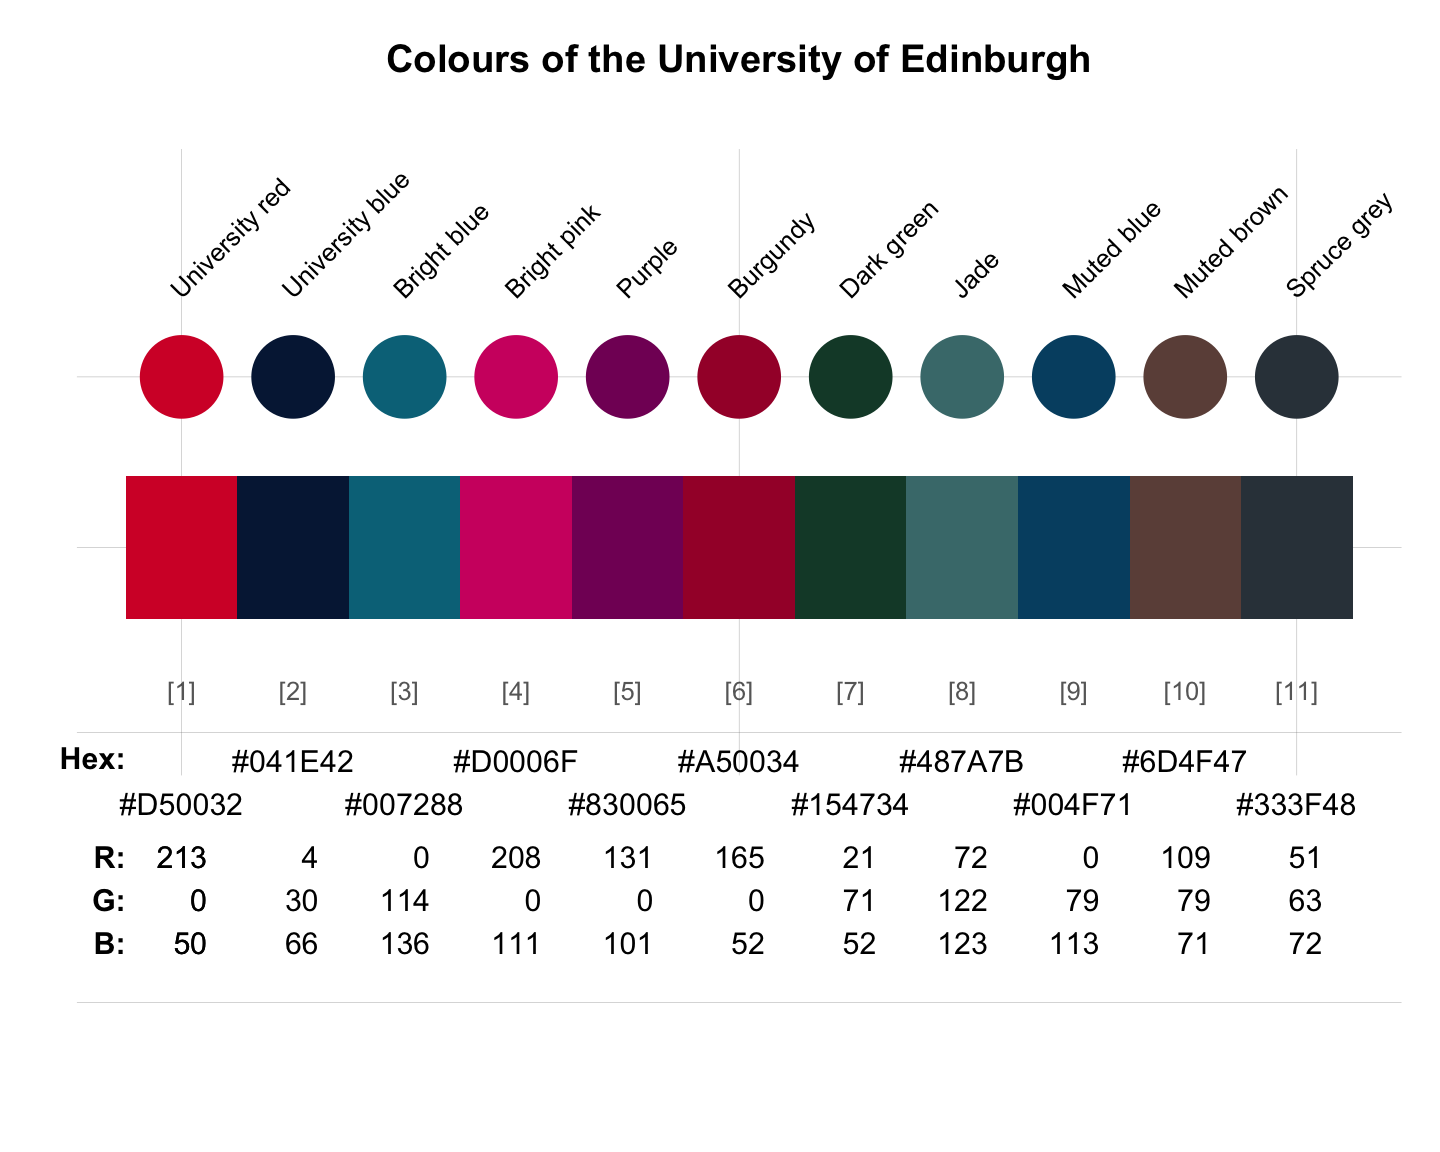 Colours of the University of Edinburgh
University red
University blue
Bright blue
Bright pink
Purple
Burgundy
Dark green
Jade
Muted blue
Muted brown
Spruce grey
[1] [2] [3] [4] [5] [6] [7] [8] [9] [10] [11]
Hex: #041E42 #D0006F #A50034 #487A7B #6D4F47
#D50032 #007288 #830065 #154734 #004F71 #333F48
R: 213 4 0 208 131 165 21 72 0 109 51
G: 0 30 114 0 0 0 71 122 79 79 63
B: 50 66 136 111 101 52 52 123 113 71 72